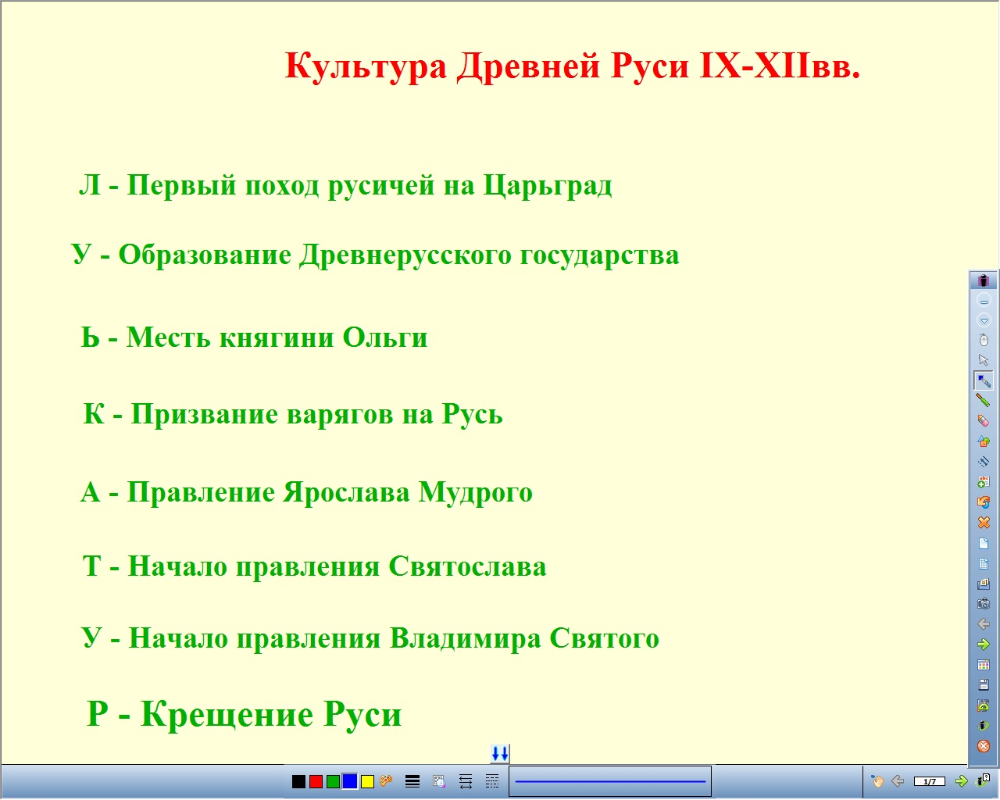 Культура Древней Руси IX-XIIвв.
Л - Первый поход русичей на Царьград
У - Образование Древнерусского государства
Ь - Месть княгини Ольги
К - Призвание варягов на Русь
А - Правление Ярослава Мудрого
Т - Начало правления Святослава
У - Начало правления Владимира Святого
Р - Крещение Руси
1/7